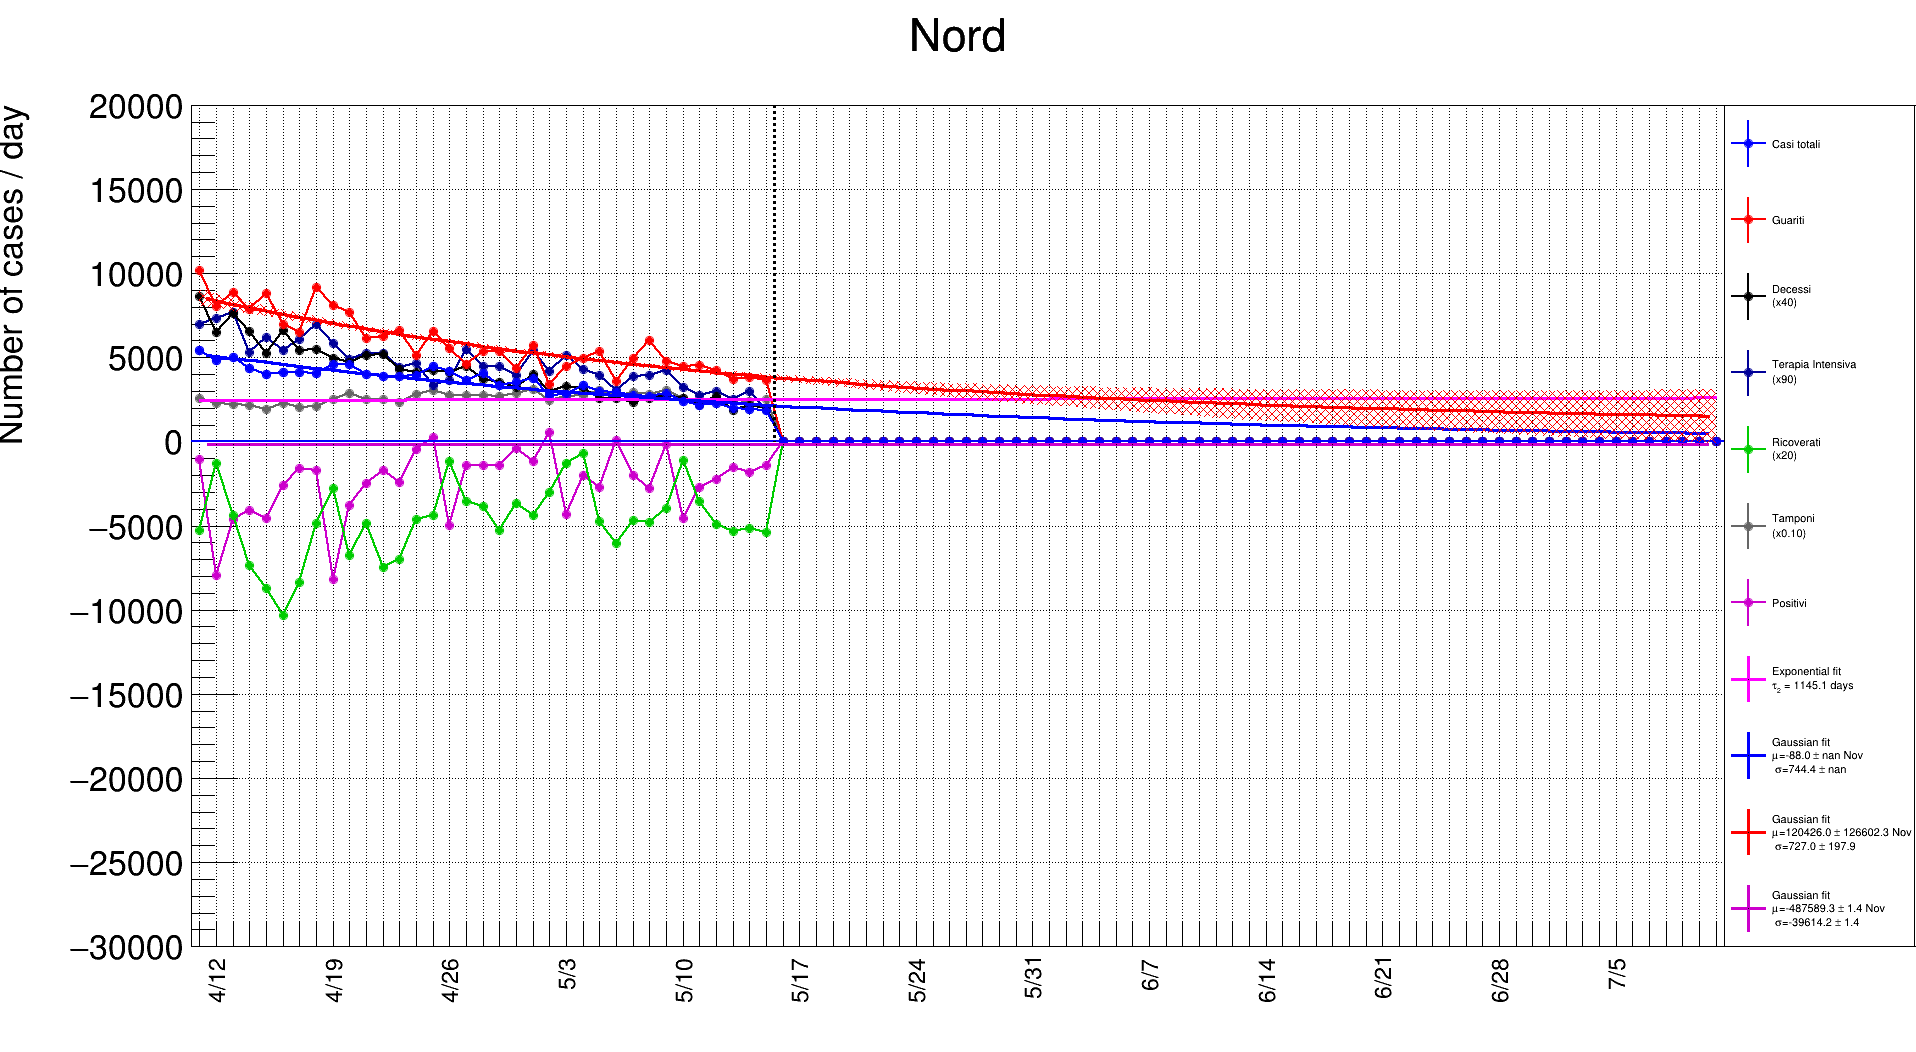 Nord
Number of cases / day
20000
15000
10000
5000
0
−5000
−10000
−15000
−20000
−25000
−30000
4/12
4/19
4/26
5/3
5/10
5/17
5/24
5/31
6/7
6/14
6/21
6/28
7/5
Casi totali
Guariti
Decessi
(x40)
Terapia Intensiva
(x90)
Ricoverati
(x20)
Tamponi
(x0.10)
Positivi
Exponential fit
τ₂ = 1145.1 days
Gaussian fit
μ=-88.0 ± nan Nov
σ=744.4 ± nan
Gaussian fit
μ=120426.0 ± 126602.3 Nov
σ=727.0 ± 197.9
Gaussian fit
μ=-487589.3 ± 1.4 Nov
σ=-39614.2 ± 1.4